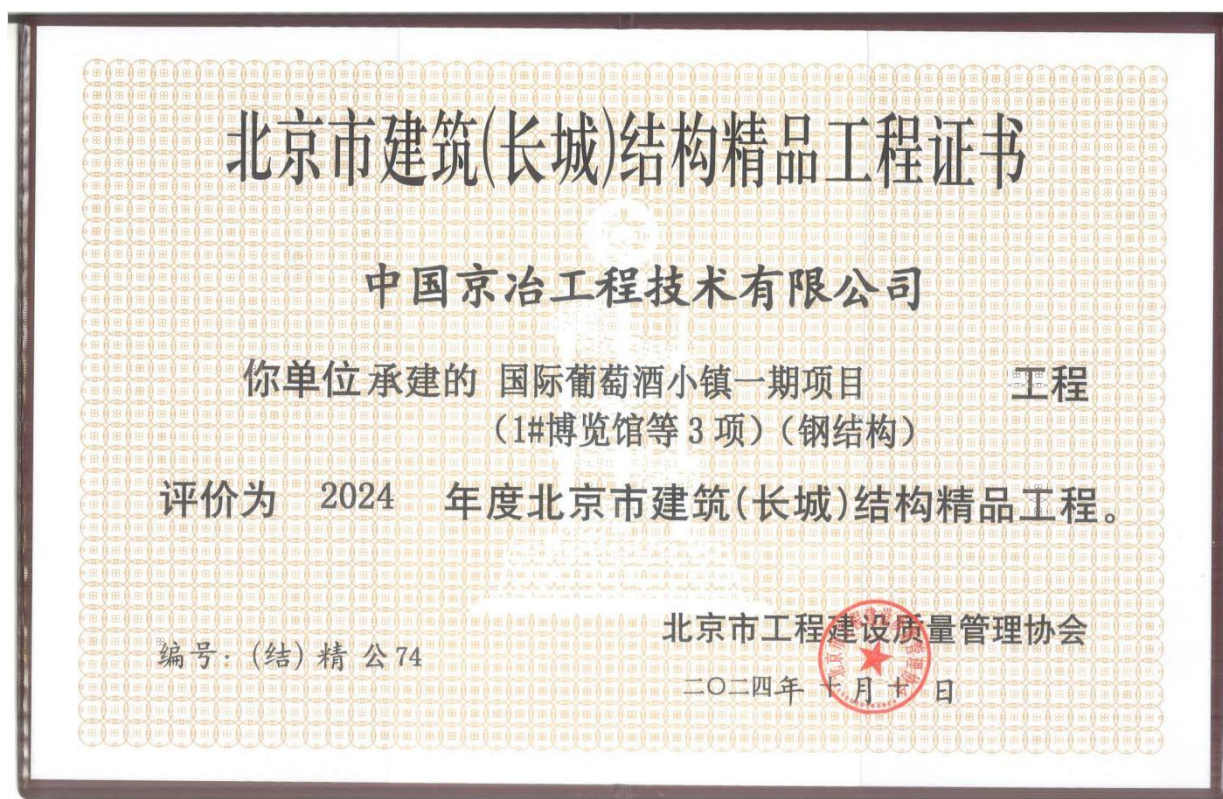 北京市建筑(长城)结构精品工程证书
中国京冶工程技术有限公司
你单位承建的 国际葡萄酒小镇一期项目 工程
(1#博览馆等 3 项)(钢结构)
评价为 2024 年度北京市建筑(长城)结构精品工程。
北京市工程建设质量管理协会
编号:(结)精 公74
二〇二四年 十月十 日